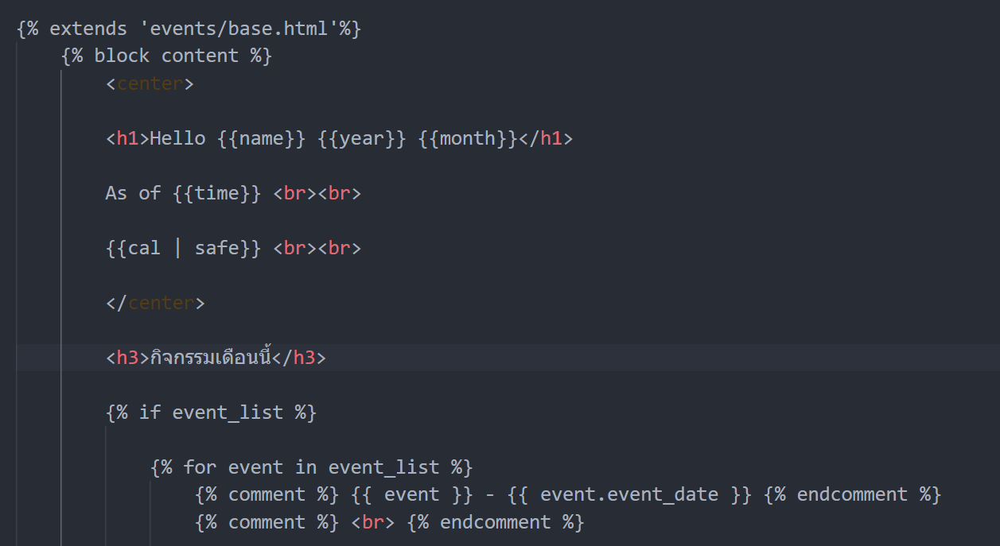 {% extends 'events/base.html'%}
{% block content %}
<center>
<h1>Hello {{name}} {{year}} {{month}}</h1>
As of {{time}} <br><br>
{{cal | safe}} <br><br>
</center>
<h3>กิจกรรมเดือนนี้</h3>
{% if event_list %}
{% for event in event_list %}
{% comment %} {{ event }} - {{ event.event_date }} {% endcomment %}
{% comment %} <br> {% endcomment %}